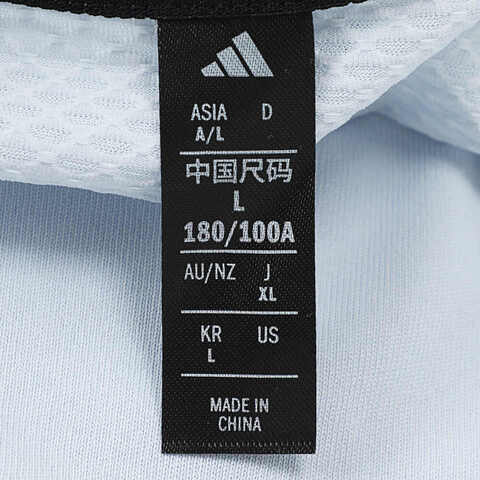 ASIA D
A/L
中国尺码
L
180/100A
AU/NZ J
XL
KR US
L
MADE IN
CHINA